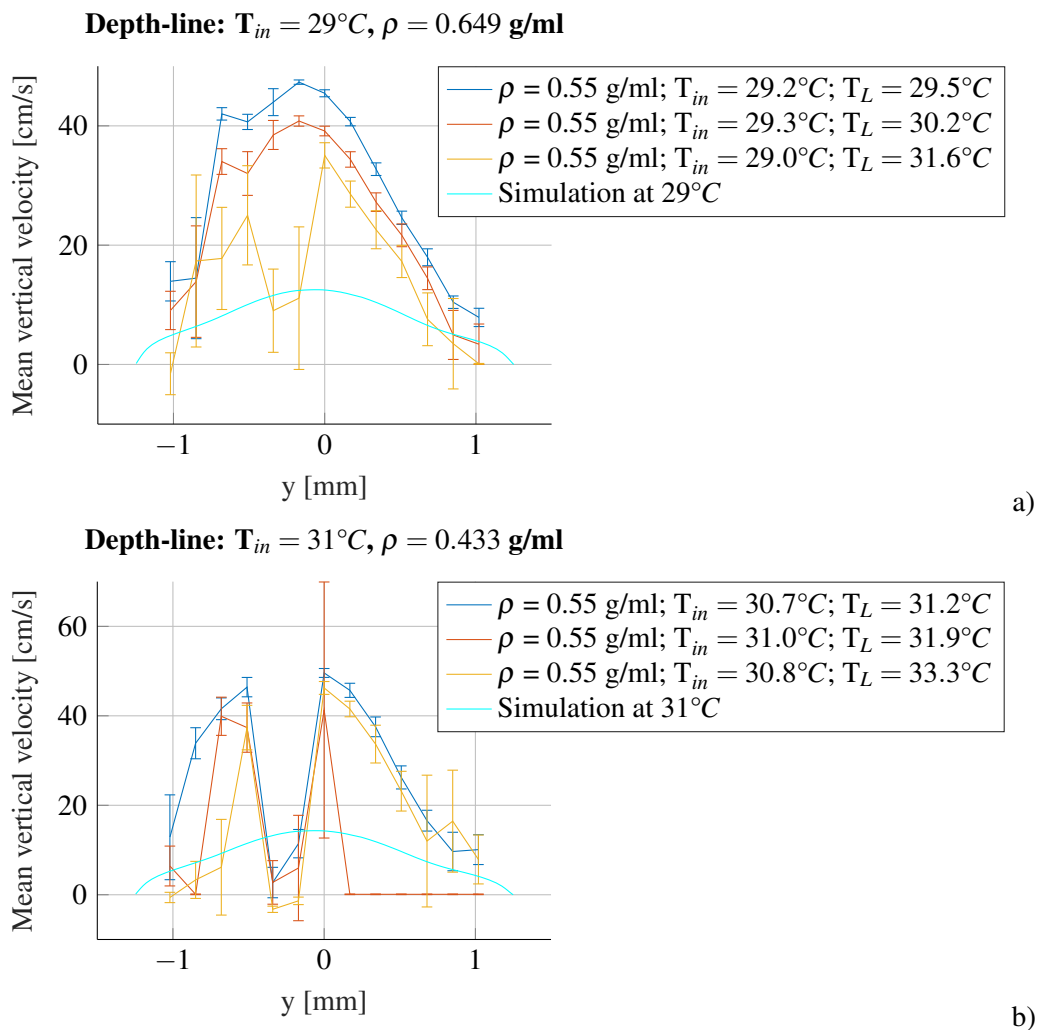 Depth-line: T_in = 29°C, ρ = 0.649 g/ml
Mean vertical velocity [cm/s]
40
20
0
−1
0
1
y [mm]
ρ = 0.55 g/ml; T_in = 29.2°C; T_L = 29.5°C
ρ = 0.55 g/ml; T_in = 29.3°C; T_L = 30.2°C
ρ = 0.55 g/ml; T_in = 29.0°C; T_L = 31.6°C
Simulation at 29°C
a)
Depth-line: T_in = 31°C, ρ = 0.433 g/ml
Mean vertical velocity [cm/s]
60
40
20
0
−1
0
1
y [mm]
ρ = 0.55 g/ml; T_in = 30.7°C; T_L = 31.2°C
ρ = 0.55 g/ml; T_in = 31.0°C; T_L = 31.9°C
ρ = 0.55 g/ml; T_in = 30.8°C; T_L = 33.3°C
Simulation at 31°C
b)